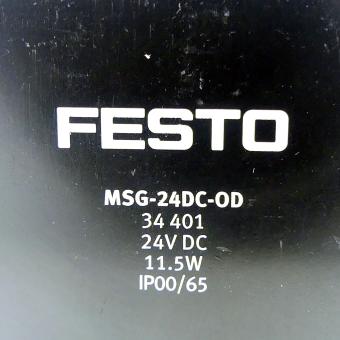 FESTO
MSG-24DC-OD
34 401
24V DC
11.5W
IP00/65